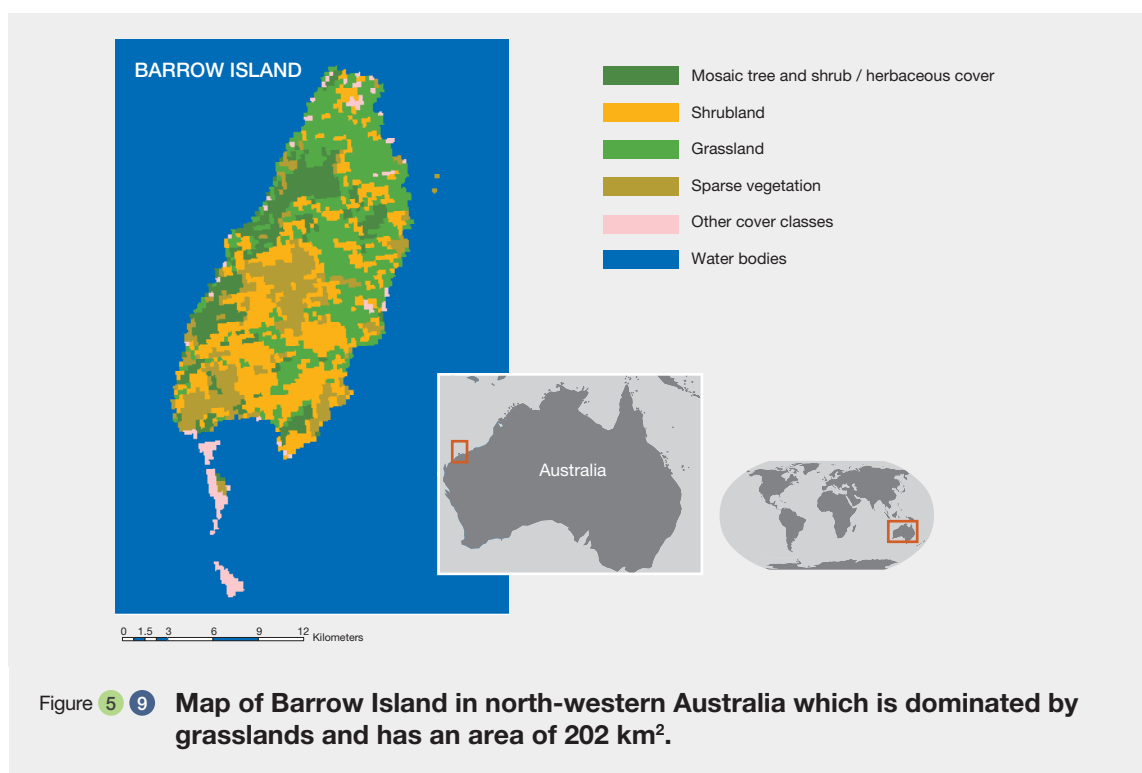 BARROW ISLAND
Mosaic tree and shrub / herbaceous cover
Shrubland
Grassland
Sparse vegetation
Other cover classes
Water bodies
Australia
0 1.5 3 6 9 12 Kilometers
Figure 5 9 Map of Barrow Island in north-western Australia which is dominated by
grasslands and has an area of 202 km².